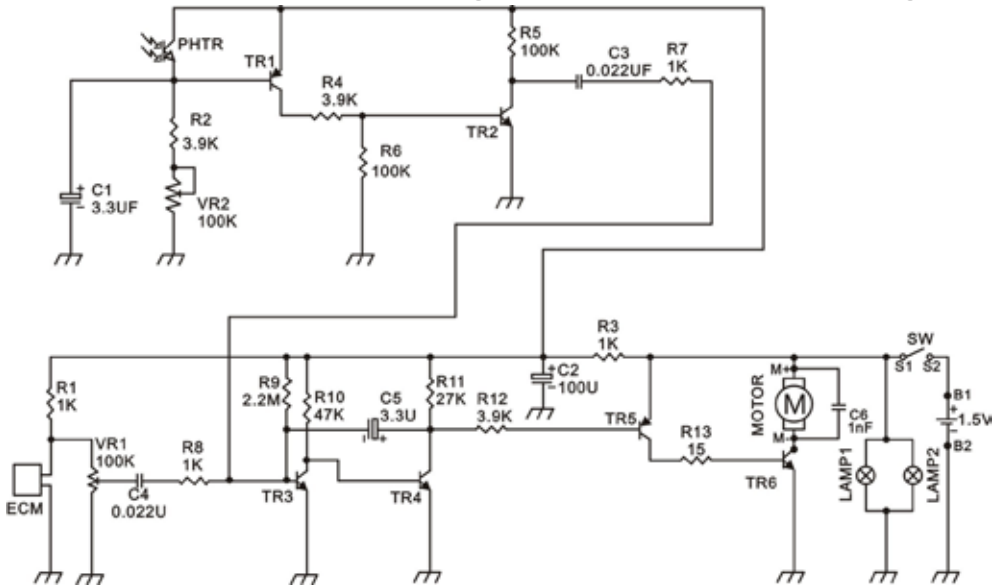 PHTR
TR1
R4
3.9K
R5
100K
C3
0.022UF
R7
1K
R2
3.9K
TR2
R6
100K
+
C1
-
3.3UF
VR2
100K
R3
1K
SW
S1 S2
R1
1K
R9
2.2M
R10
47K
C5
3.3U
+
R11
27K
R12
3.9K
+
C2
-
100U
TR5
R13
15
MOTOR
M+
M
M-
C6
1nF
B1
+
1.5V
-
B2
VR1
100K
R8
1K
C4
0.022U
ECM
TR3
TR4
TR6
LAMP1
LAMP2